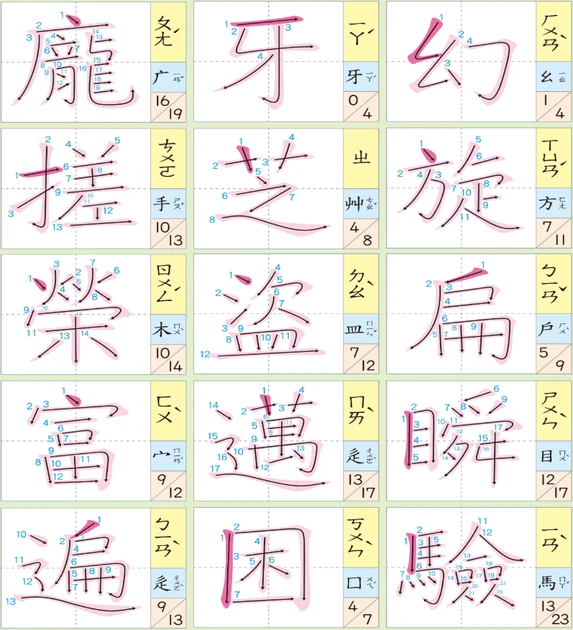 龐 ㄆㄤˊ 广 ㄧㄢˇ 16 19
牙 ㄧㄚˊ 牙 ㄧㄚˊ 0 4
幻 ㄏㄨㄢˋ 幺 ㄧㄠ 1 4
搓 ㄘㄨㄛ 手 ㄕㄡˇ 10 13
芝 ㄓ 艸 ㄘㄠˇ 4 8
旋 ㄒㄩㄢˊ 方 ㄈㄤ 7 11
榮 ㄖㄨㄥˊ 木 ㄇㄨˋ 10 14
盜 ㄉㄠˋ 皿 ㄇㄧㄣˇ 7 12
扁 ㄅㄧㄢˇ 戶 ㄏㄨˋ 5 9
富 ㄈㄨˋ 宀 ㄇㄧㄢˊ 9 12
邁 ㄇㄞˋ 辵 ㄔㄨㄛˋ 13 17
瞬 ㄕㄨㄣˋ 目 ㄇㄨˋ 12 17
遍 ㄅㄧㄢˋ 辵 ㄔㄨㄛˋ 9 13
困 ㄎㄨㄣˋ 囗 ㄨㄟˊ 4 7
驗 ㄧㄢˋ 馬 ㄇㄚˇ 13 23